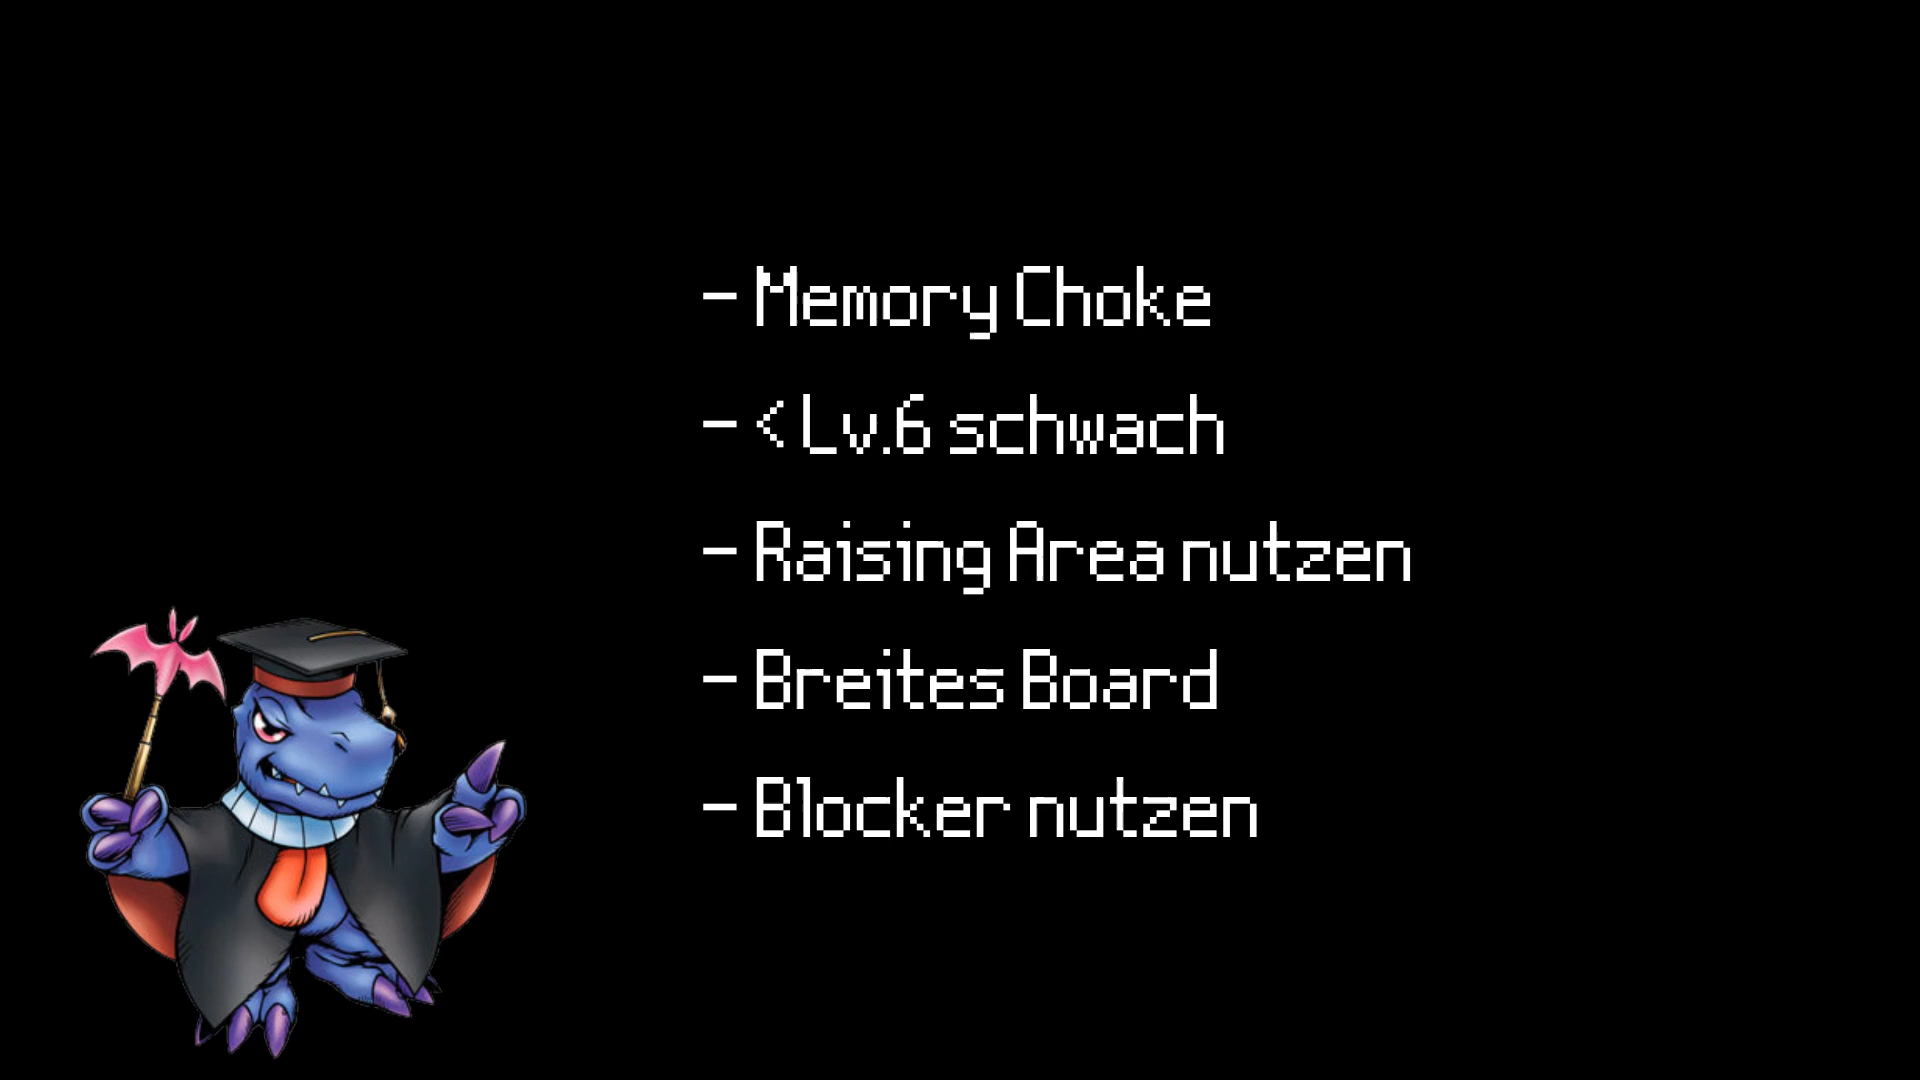 - Memory Choke
- < Lv.6 schwach
- Raising Area nutzen
- Breites Board
- Blocker nutzen